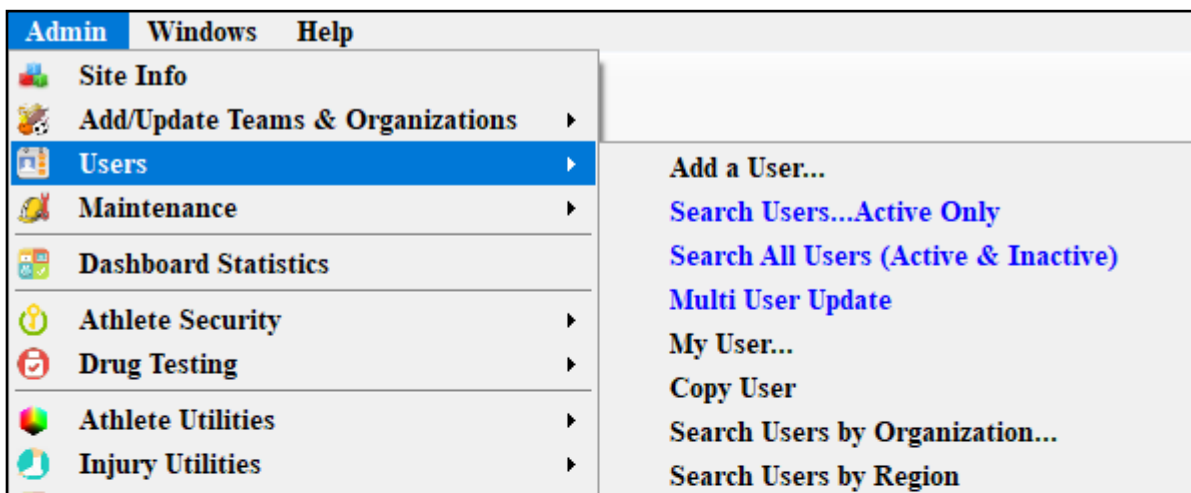 Admin Windows Help
Site Info
Add/Update Teams & Organizations
Users
Maintenance
Dashboard Statistics
Athlete Security
Drug Testing
Athlete Utilities
Injury Utilities
Add a User...
Search Users...Active Only
Search All Users (Active & Inactive)
Multi User Update
My User...
Copy User
Search Users by Organization...
Search Users by Region